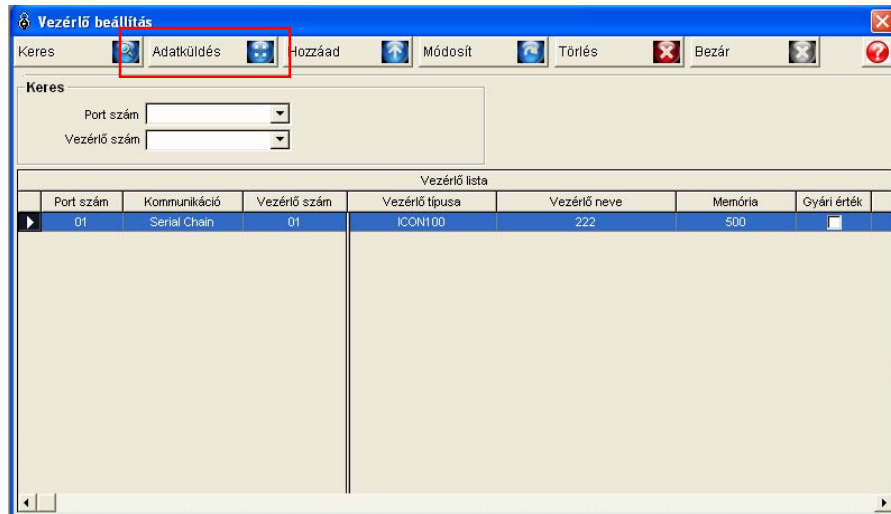 Vezérlő beállítás
Keres Adatküldés Hozzáad Módosít Törlés Bezár
Keres
Port szám
Vezérlő szám
Vezérlő lista
Port szám Kommunikáció Vezérlő szám Vezérlő típusa Vezérlő neve Memória Gyári érték
01 Serial Chain 01 ICON100 222 500